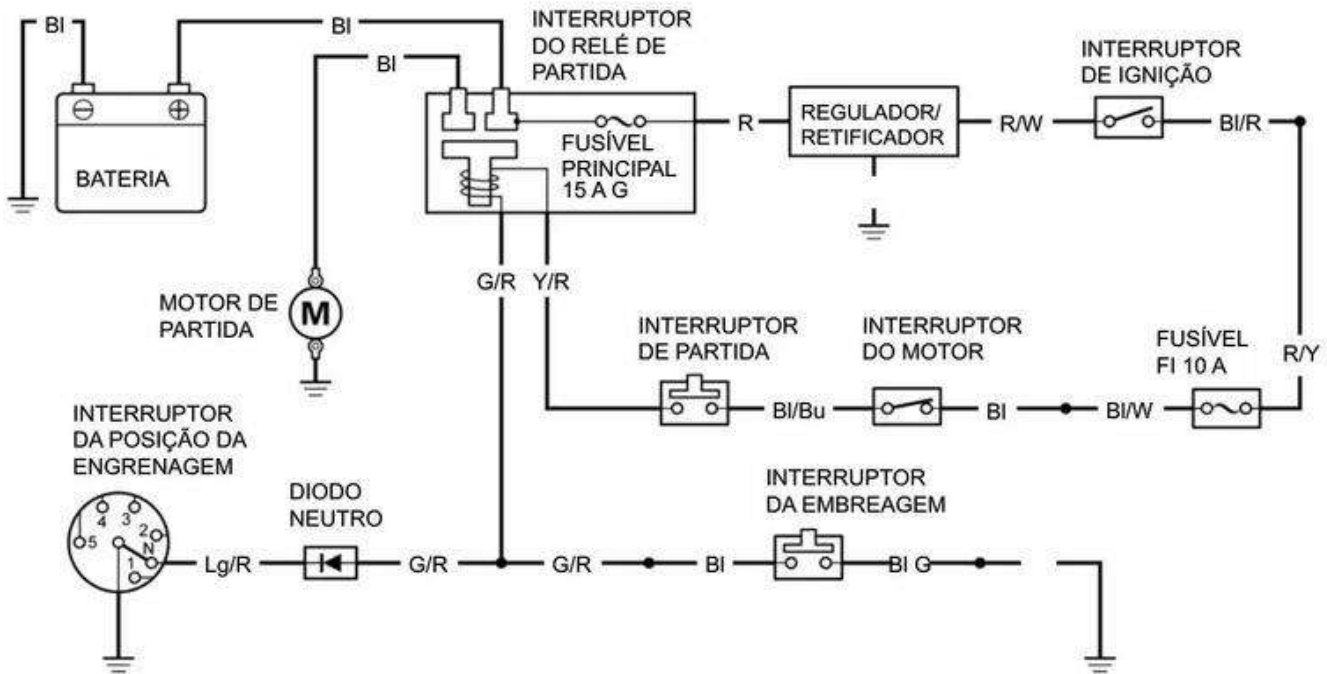 Bl
Bl
INTERRUPTOR
DO RELÉ DE
PARTIDA
Bl
INTERRUPTOR
DE IGNIÇÃO
BATERIA
FUSÍVEL
PRINCIPAL
15 A G
R
REGULADOR/
RETIFICADOR
R/W
Bl/R
G/R
Y/R
MOTOR DE
PARTIDA
M
INTERRUPTOR
DE PARTIDA
INTERRUPTOR
DO MOTOR
FUSÍVEL
FI 10 A
R/Y
Bl/Bu
Bl
Bl/W
INTERRUPTOR
DA POSIÇÃO DA
ENGRENAGEM
4
3
5
2
N
1
DIODO
NEUTRO
INTERRUPTOR
DA EMBREAGEM
Lg/R
G/R
G/R
Bl
Bl G